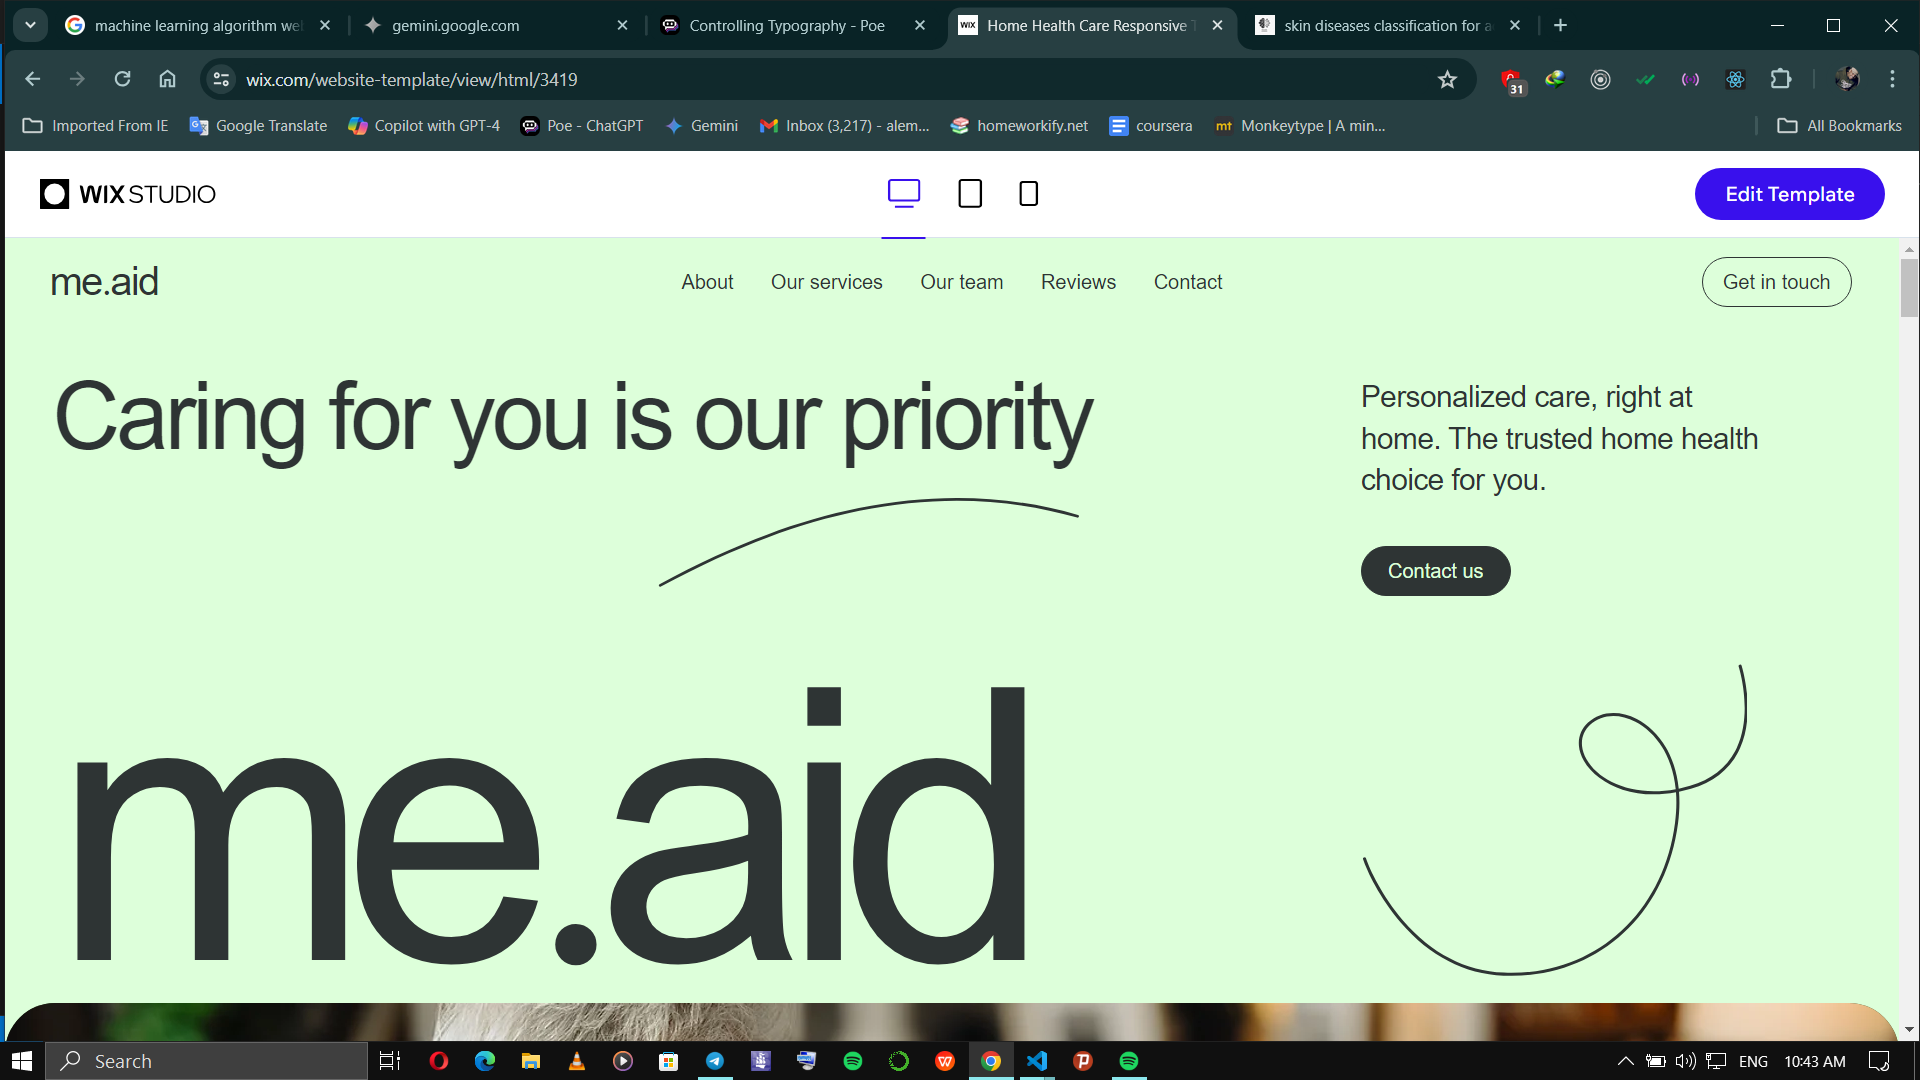 machine learning algorithm we
gemini.google.com
Controlling Typography - Poe
WIX
Home Health Care Responsive T
skin diseases classification for a
wix.com/website-template/view/html/3419
31
Imported From IE
Google Translate
Copilot with GPT-4
Poe - ChatGPT
Gemini
Inbox (3,217) - alem...
homeworkify.net
coursera
mt
Monkeytype | A min...
All Bookmarks
WIX STUDIO
Edit Template
me.aid
About
Our services
Our team
Reviews
Contact
Get in touch
Caring for you is our priority
Personalized care, right at
home. The trusted home health
choice for you.
Contact us
me.aid
Search
ENG
10:43 AM